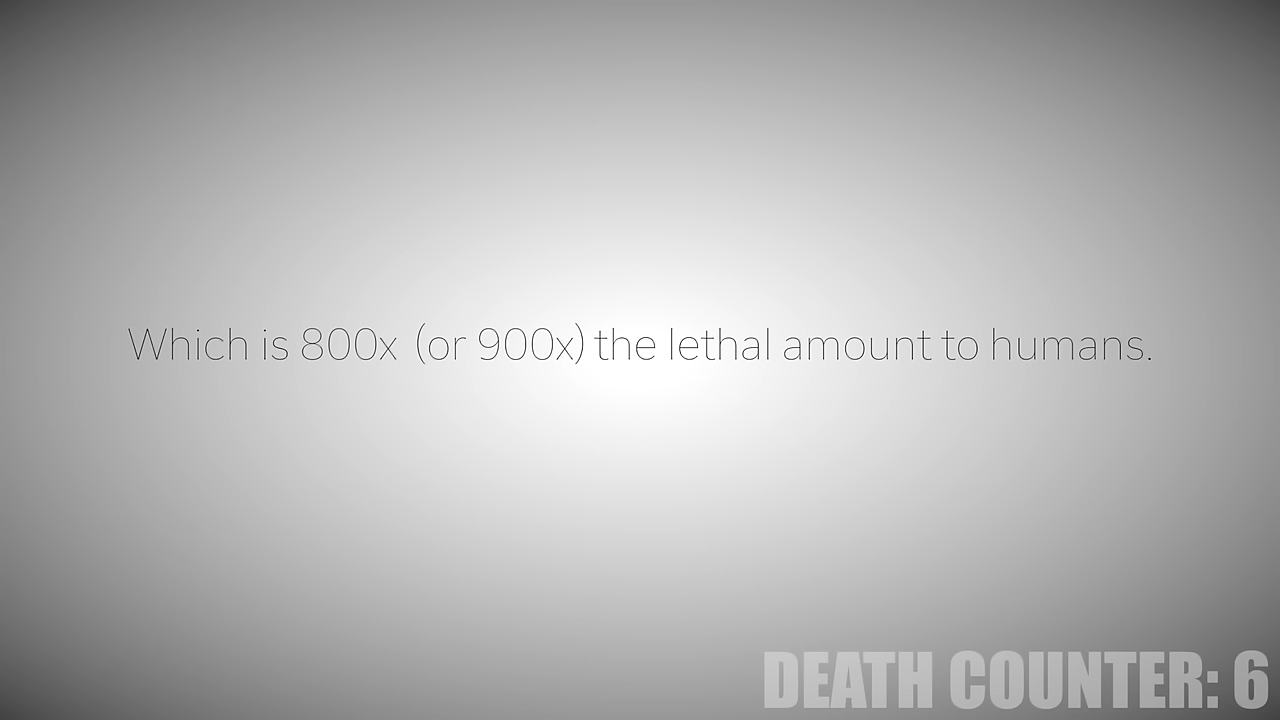 Which is 800x (or 900x) the lethal amount to humans.
DEATH COUNTER: 6